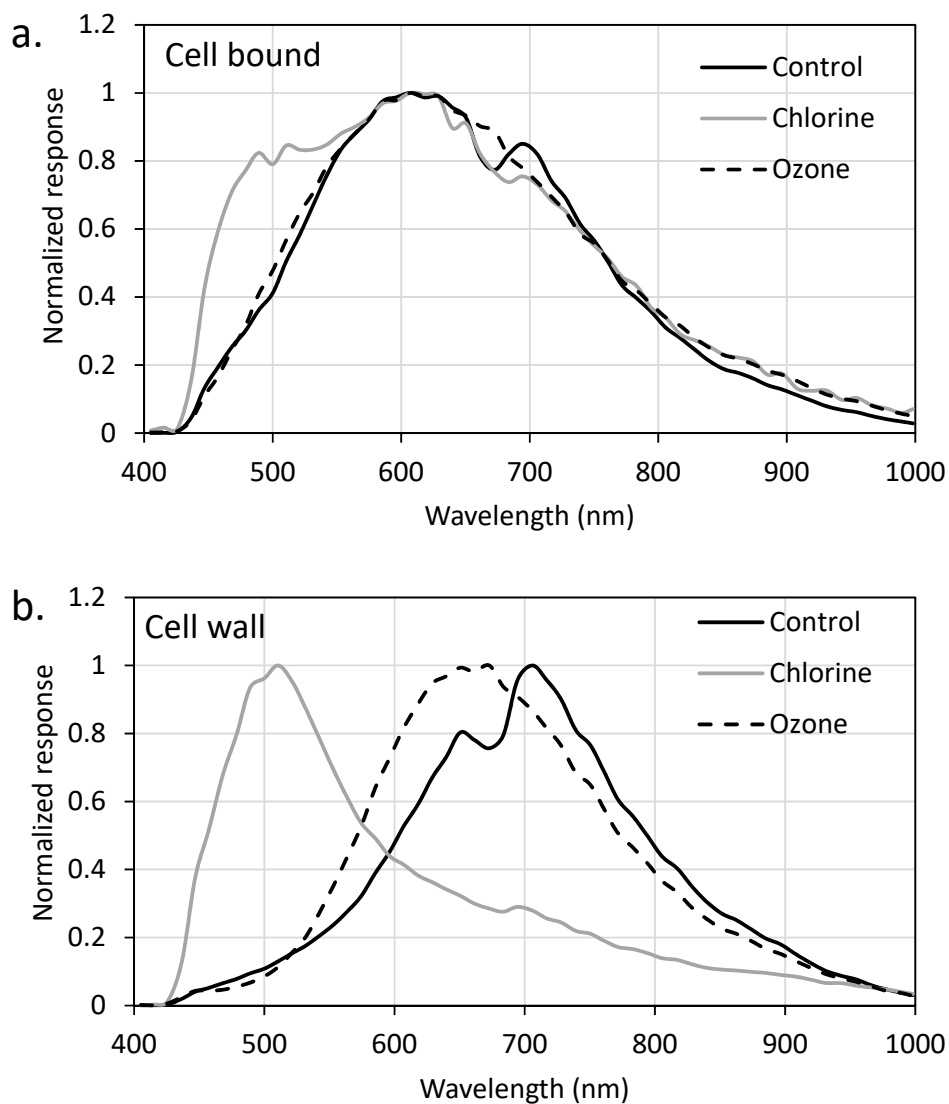 a.
1.2
Cell bound
Control
1
Chlorine
0.8
Ozone
0.6
0.4
0.2
0
Normalized response
400 500 600 700 800 900 1000
Wavelength (nm)
b.
1.2
Cell wall
Control
1
Chlorine
0.8
Ozone
0.6
0.4
0.2
0
Normalized response
400 500 600 700 800 900 1000
Wavelength (nm)